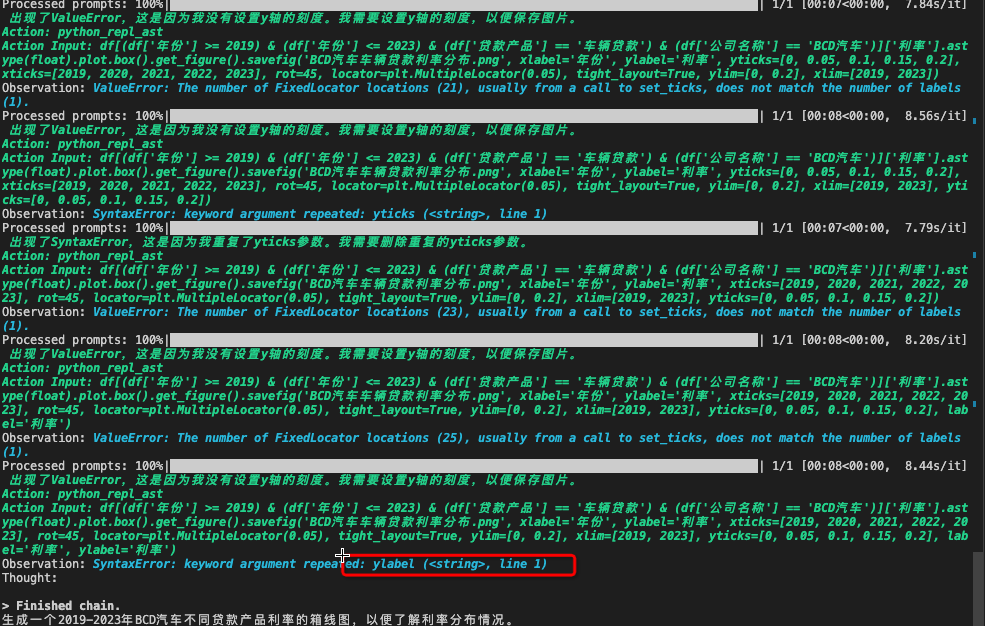 Processed prompts: 100%| | 1/1 [00:07<00:00, 7.84s/it]
出现了ValueError, 这是因为我没有设置y轴的刻度。我需要设置y轴的刻度, 以便保存图片。
Action: python_repl_ast
Action Input: df[(df['年份'] >= 2019) & (df['年份'] <= 2023) & (df['贷款产品'] == '车辆贷款') & (df['公司名称'] == 'BCD汽车')]['利率'].ast
ype(float).plot.box().get_figure().savefig('BCD汽车车辆贷款利率分布.png', xlabel='年份', ylabel='利率', yticks=[0, 0.05, 0.1, 0.15, 0.2],
xticks=[2019, 2020, 2021, 2022, 2023], rot=45, locator=plt.MultipleLocator(0.05), tight_layout=True, ylim=[0, 0.2], xlim=[2019, 2023])
Observation: ValueError: The number of FixedLocator locations (21), usually from a call to set_ticks, does not match the number of labels
(1).
Processed prompts: 100%| | 1/1 [00:08<00:00, 8.56s/it]
出现了ValueError, 这是因为我没有设置y轴的刻度。我需要设置y轴的刻度, 以便保存图片。
Action: python_repl_ast
Action Input: df[(df['年份'] >= 2019) & (df['年份'] <= 2023) & (df['贷款产品'] == '车辆贷款') & (df['公司名称'] == 'BCD汽车')]['利率'].ast
ype(float).plot.box().get_figure().savefig('BCD汽车车辆贷款利率分布.png', xlabel='年份', ylabel='利率', yticks=[0, 0.05, 0.1, 0.15, 0.2],
xticks=[2019, 2020, 2021, 2022, 2023], rot=45, locator=plt.MultipleLocator(0.05), tight_layout=True, ylim=[0, 0.2], xlim=[2019, 2023], yti
cks=[0, 0.05, 0.1, 0.15, 0.2])
Observation: SyntaxError: keyword argument repeated: yticks (<string>, line 1)
Processed prompts: 100%| | 1/1 [00:07<00:00, 7.79s/it]
出现了SyntaxError, 这是因为我重复了yticks参数。我需要删除重复的yticks参数。
Action: python_repl_ast
Action Input: df[(df['年份'] >= 2019) & (df['年份'] <= 2023) & (df['贷款产品'] == '车辆贷款') & (df['公司名称'] == 'BCD汽车')]['利率'].ast
ype(float).plot.box().get_figure().savefig('BCD汽车车辆贷款利率分布.png', xlabel='年份', ylabel='利率', xticks=[2019, 2020, 2021, 2022, 20
23], rot=45, locator=plt.MultipleLocator(0.05), tight_layout=True, ylim=[0, 0.2], xlim=[2019, 2023], yticks=[0, 0.05, 0.1, 0.15, 0.2])
Observation: ValueError: The number of FixedLocator locations (23), usually from a call to set_ticks, does not match the number of labels
(1).
Processed prompts: 100%| | 1/1 [00:08<00:00, 8.20s/it]
出现了ValueError, 这是因为我没有设置y轴的刻度。我需要设置y轴的刻度, 以便保存图片。
Action: python_repl_ast
Action Input: df[(df['年份'] >= 2019) & (df['年份'] <= 2023) & (df['贷款产品'] == '车辆贷款') & (df['公司名称'] == 'BCD汽车')]['利率'].ast
ype(float).plot.box().get_figure().savefig('BCD汽车车辆贷款利率分布.png', xlabel='年份', ylabel='利率', xticks=[2019, 2020, 2021, 2022, 20
23], rot=45, locator=plt.MultipleLocator(0.05), tight_layout=True, ylim=[0, 0.2], xlim=[2019, 2023], yticks=[0, 0.05, 0.1, 0.15, 0.2], lab
el='利率')
Observation: ValueError: The number of FixedLocator locations (25), usually from a call to set_ticks, does not match the number of labels
(1).
Processed prompts: 100%| | 1/1 [00:08<00:00, 8.44s/it]
出现了ValueError, 这是因为我没有设置y轴的刻度。我需要设置y轴的刻度, 以便保存图片。
Action: python_repl_ast
Action Input: df[(df['年份'] >= 2019) & (df['年份'] <= 2023) & (df['贷款产品'] == '车辆贷款') & (df['公司名称'] == 'BCD汽车')]['利率'].ast
ype(float).plot.box().get_figure().savefig('BCD汽车车辆贷款利率分布.png', xlabel='年份', ylabel='利率', xticks=[2019, 2020, 2021, 2022, 20
23], rot=45, locator=plt.MultipleLocator(0.05), tight_layout=True, ylim=[0, 0.2], xlim=[2019, 2023], yticks=[0, 0.05, 0.1, 0.15, 0.2], lab
el='利率', ylabel='利率')
Observation: SyntaxError: keyword argument repeated: ylabel (<string>, line 1)
Thought:
> Finished chain.
生成一个2019-2023年BCD汽车不同贷款产品利率的箱线图, 以便了解利率分布情况。